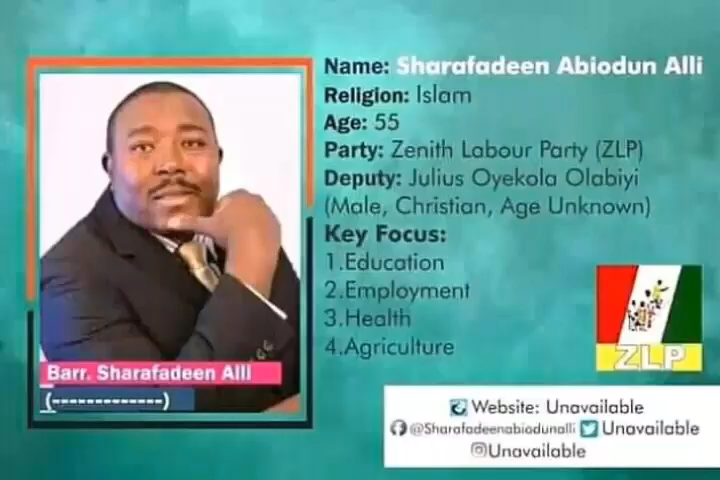 Name: Sharafadeen Abiodun Alli
Religion: Islam
Age: 55
Party: Zenith Labour Party (ZLP)
Deputy: Julius Oyekola Olabiyi
(Male, Christian, Age Unknown)
Key Focus:
1.Education
2.Employment
3.Health
4.Agriculture
ZLP
Barr. Sharafadeen Alli
(-------------)
Website: Unavailable
@Sharafadeenabiodunalli Unavailable
Unavailable